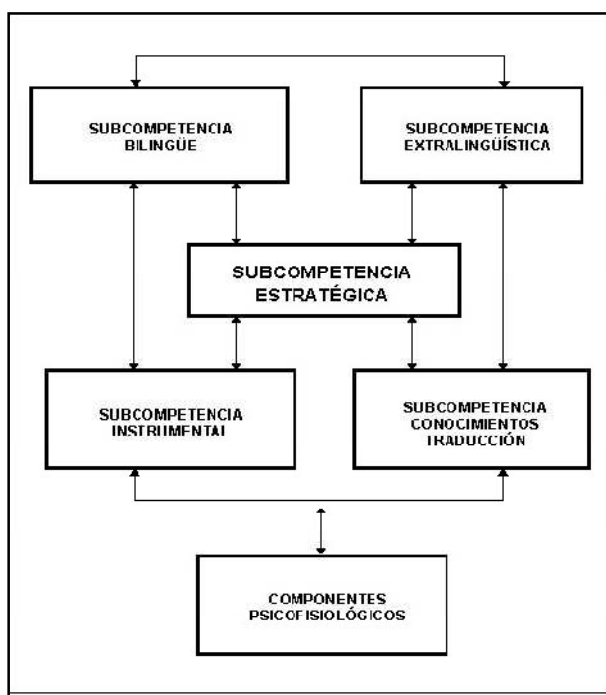 SUBCOMPETENCIA
BILINGÜE
SUBCOMPETENCIA
EXTRALINGÜÍSTICA
SUBCOMPETENCIA
ESTRATÉGICA
SUBCOMPETENCIA
INSTRUMENTAL
SUBCOMPETENCIA
CONOCIMIENTOS
TRADUCCIÓN
COMPONENTES
PSICOFISIOLÓGICOS